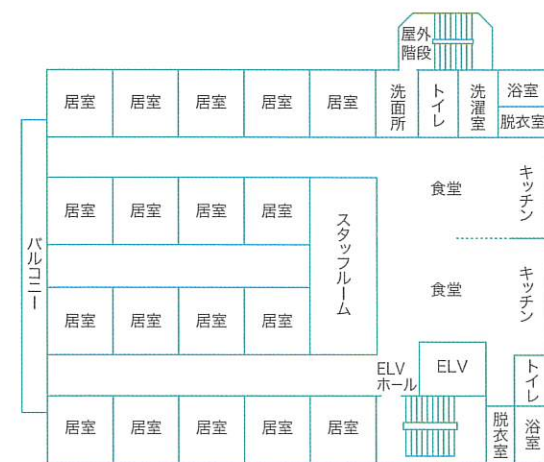 屋外
階段
居室
居室
居室
居室
居室
洗面所
トイレ
洗濯室
浴室
脱衣室
バルコニー
居室
居室
居室
居室
スタッフルーム
食堂
キッチン
居室
居室
居室
居室
食堂
キッチン
ELV
ホール
ELV
トイレ
居室
居室
居室
居室
居室
脱衣室
浴室